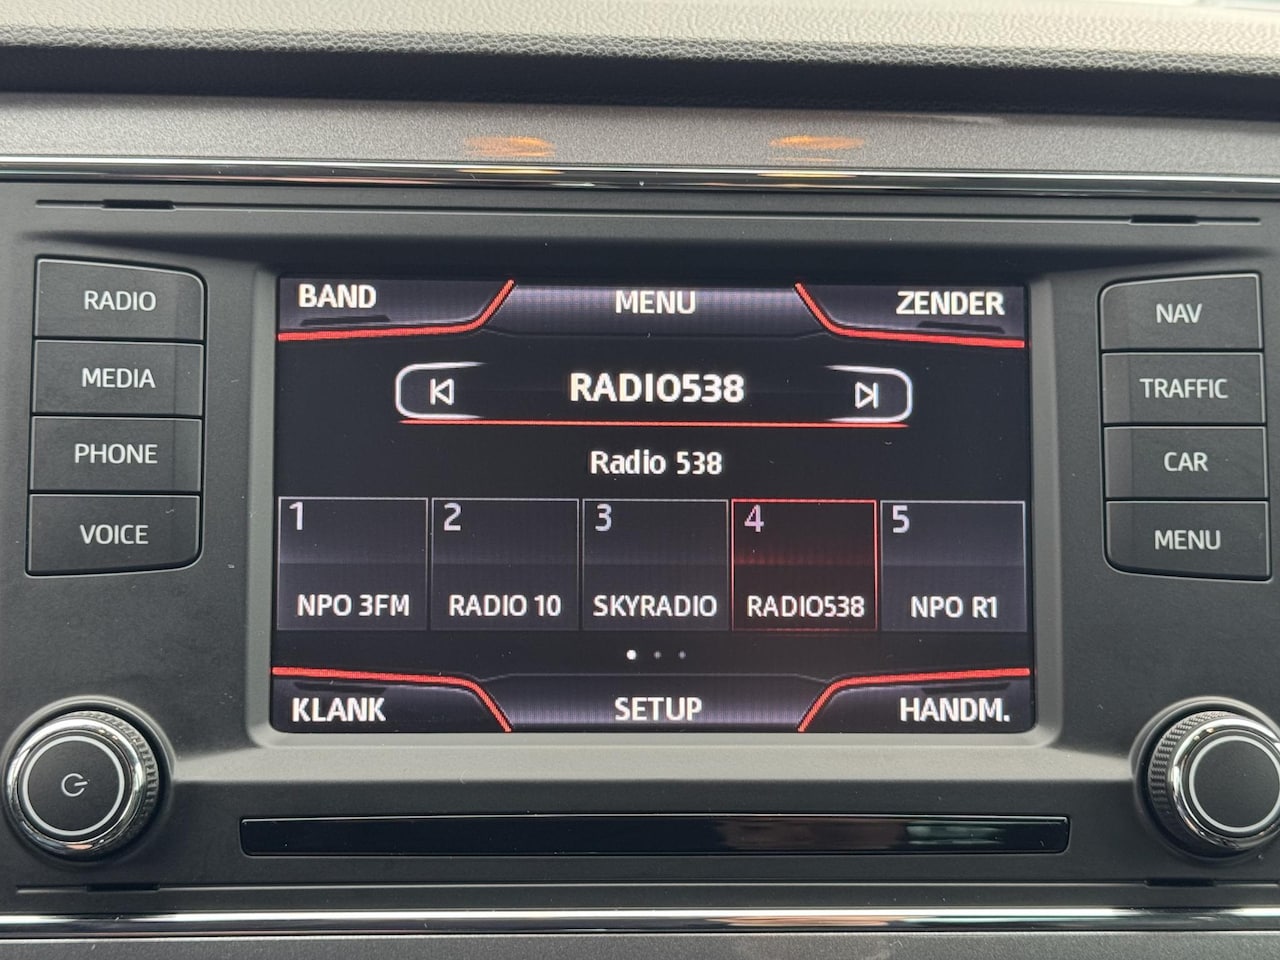 BAND MENU ZENDER
RADIO
MEDIA
PHONE
VOICE
RADIO538
Radio 538
1 2 3 4 5
NPO 3FM RADIO 10 SKYRADIO RADIO538 NPO R1
KLANK SETUP HANDM.
NAV
TRAFFIC
CAR
MENU